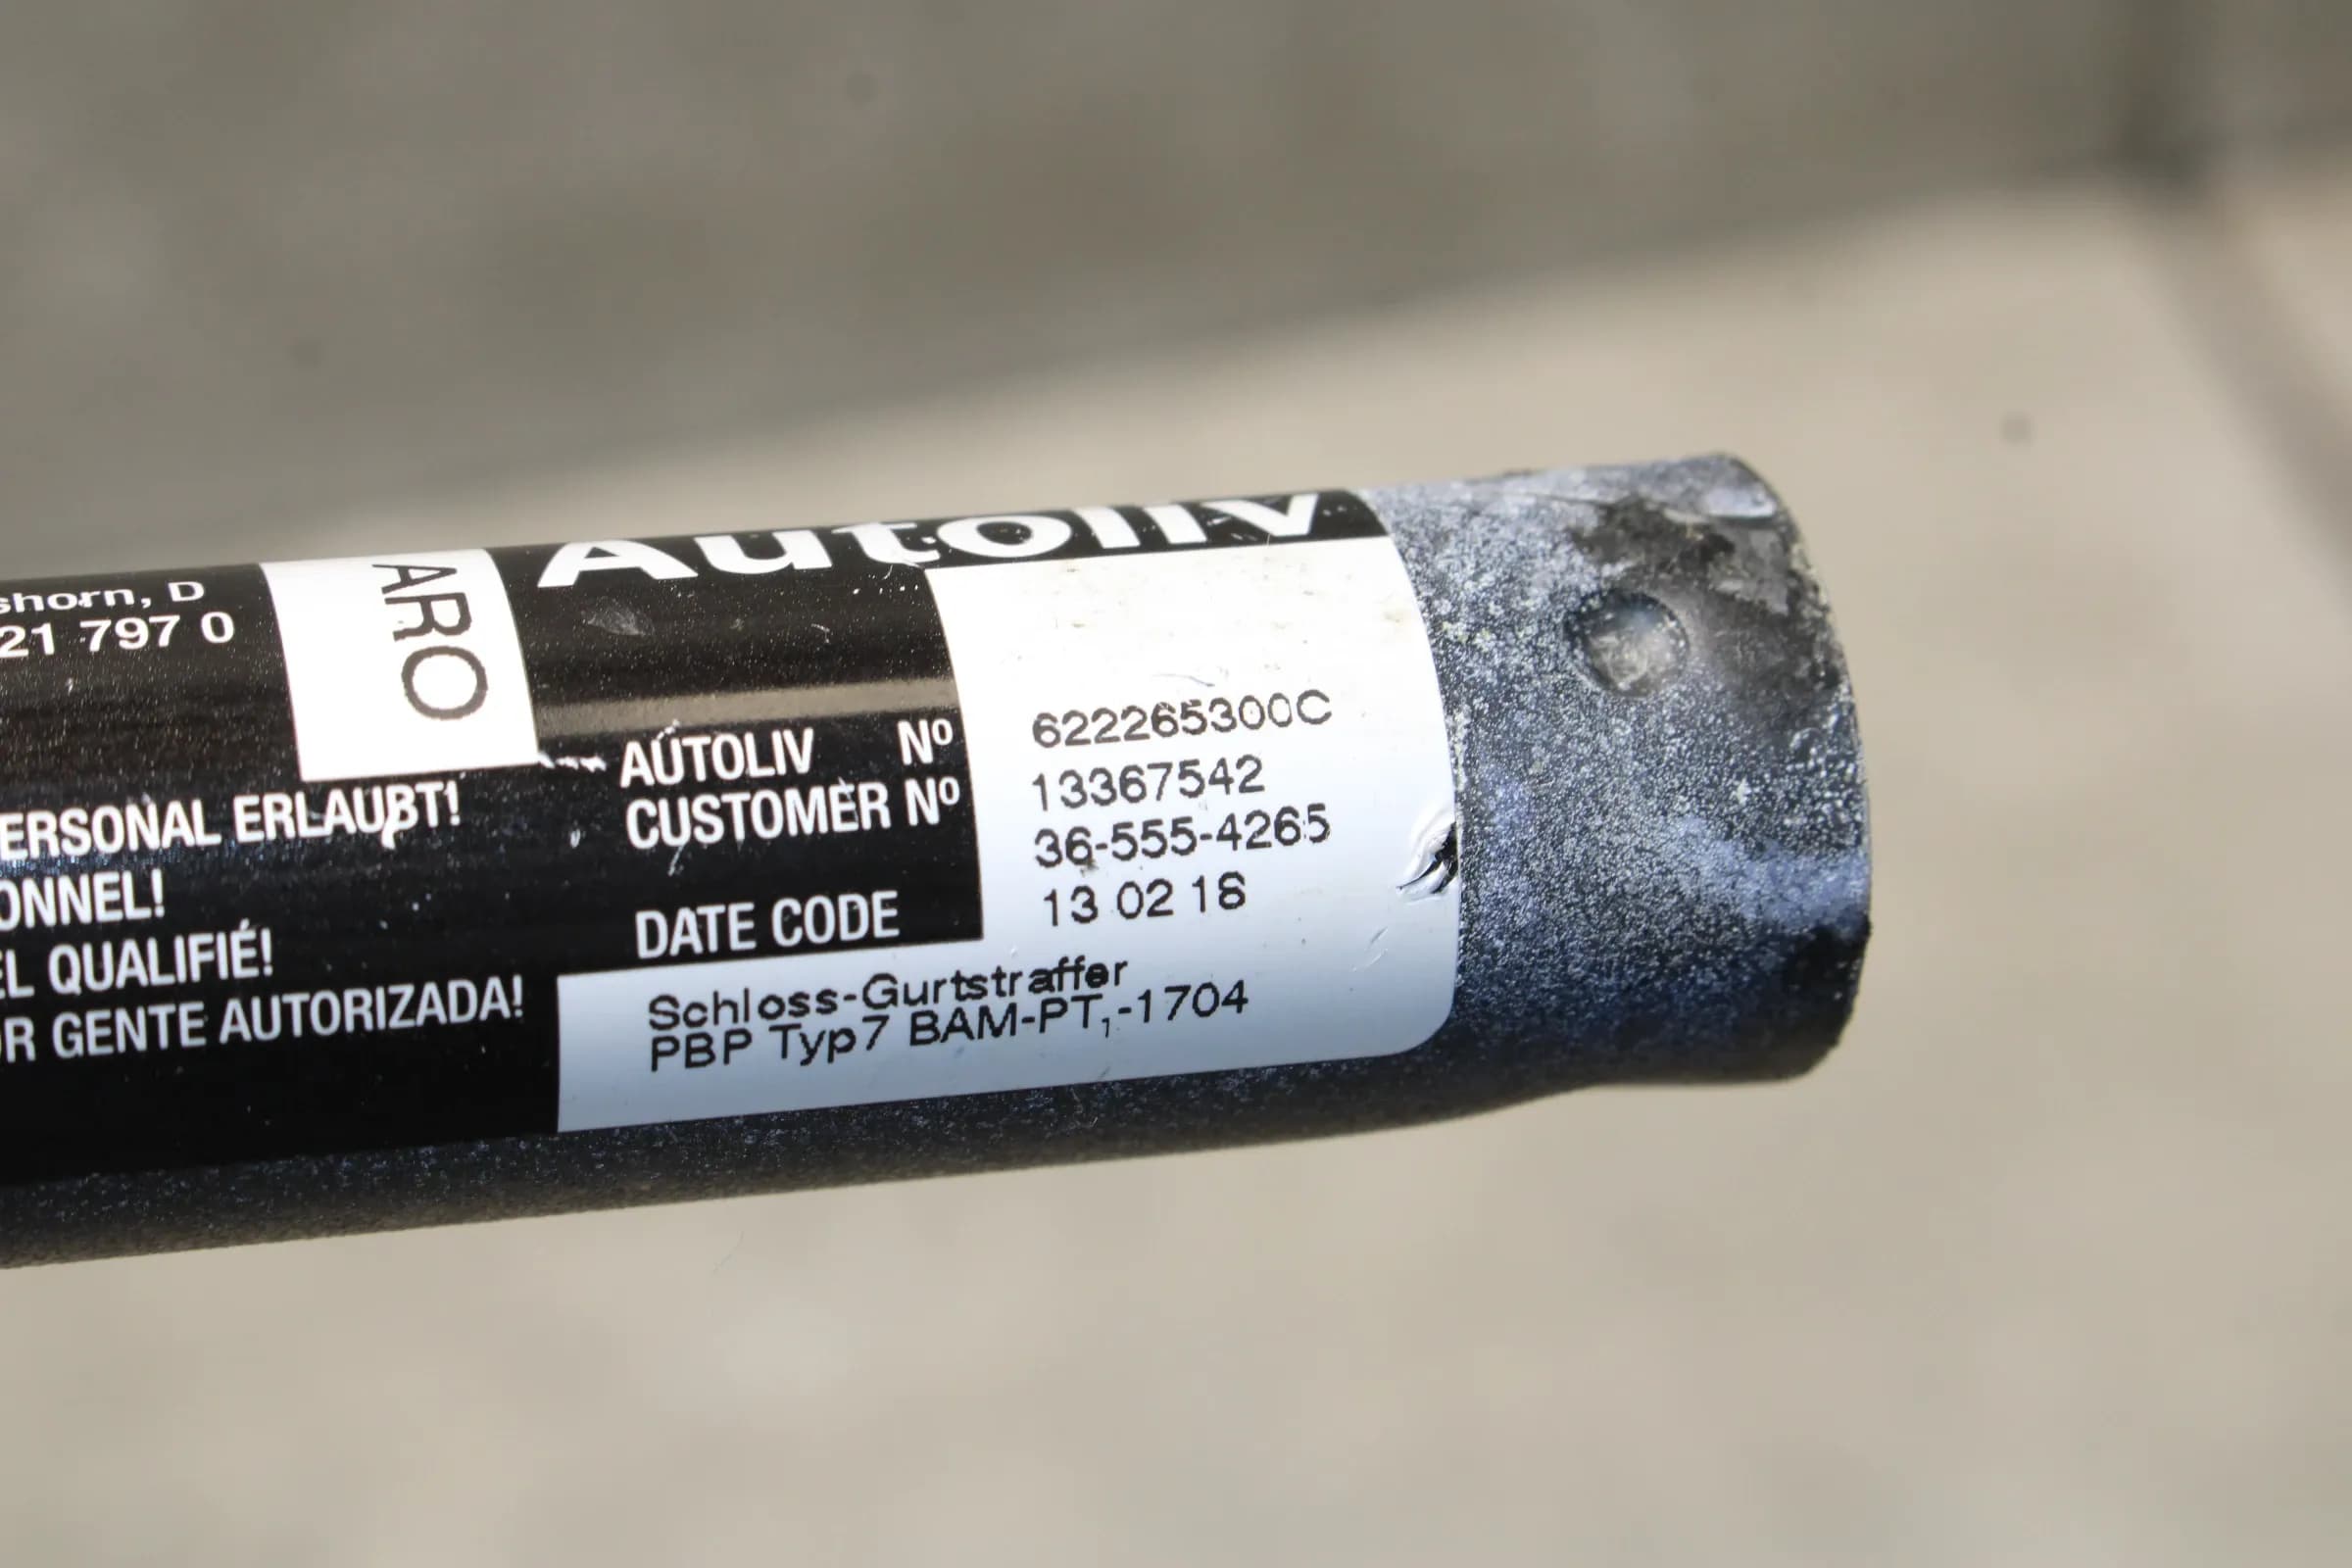 shorn, D
21 797 0
ARO
Autoliv
AUTOLIV Nº 622265300C
CUSTOMER Nº 13367542
36-555-4265
DATE CODE 13 02 18
Schloss-Gurtstraffer
PBP Typ7 BAM-PT₁-1704
ERSONAL ERLAUBT!
ONNEL!
EL QUALIFIÉ!
OR GENTE AUTORIZADA!